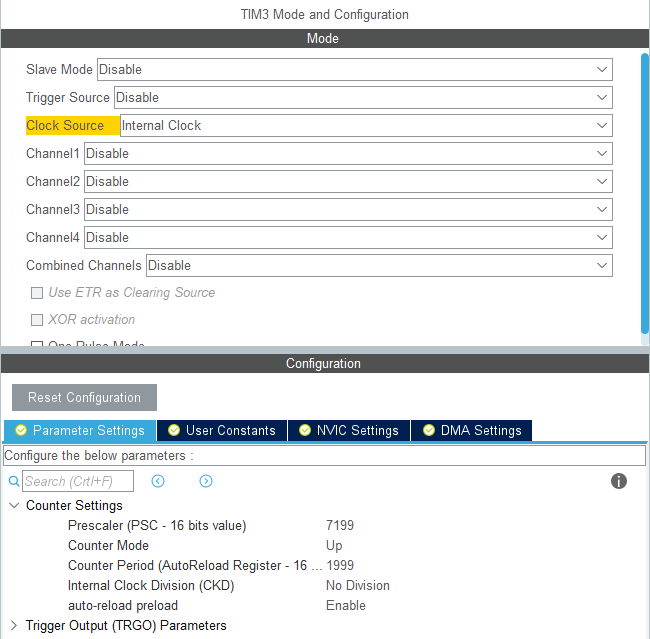 TIM3 Mode and Configuration
Mode
Slave Mode Disable
Trigger Source Disable
Clock Source Internal Clock
Channel1 Disable
Channel2 Disable
Channel3 Disable
Channel4 Disable
Combined Channels Disable
Use ETR as Clearing Source
XOR activation
One Pulse Mode
Configuration
Reset Configuration
Parameter Settings User Constants NVIC Settings DMA Settings
Configure the below parameters :
Search (Crtl+F)
Counter Settings
Prescaler (PSC - 16 bits value) 7199
Counter Mode Up
Counter Period (AutoReload Register - 16 ... 1999
Internal Clock Division (CKD) No Division
auto-reload preload Enable
Trigger Output (TRGO) Parameters